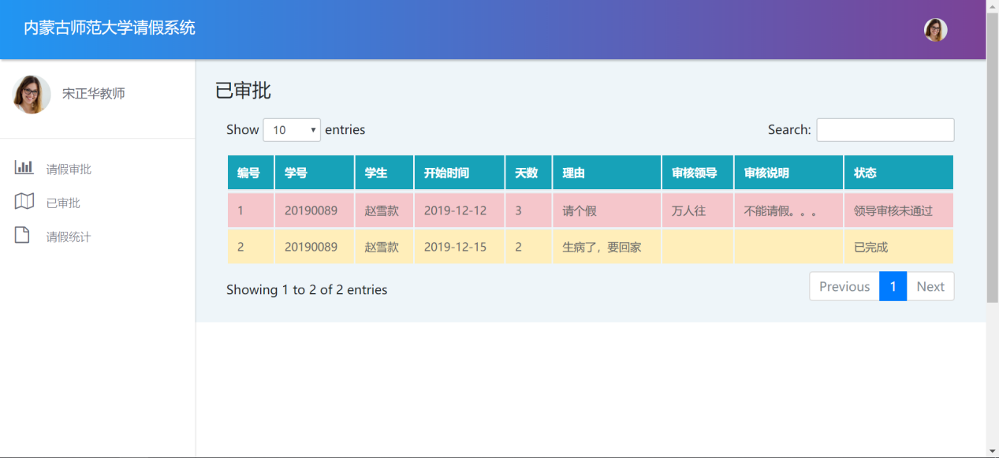 内蒙古师范大学请假系统
宋正华教师
请假审批
已审批
请假统计
已审批
Show 10 entries
Search:
编号 学号 学生 开始时间 天数 理由 审核领导 审核说明 状态
1 20190089 赵雪款 2019-12-12 3 请个假 万人往 不能请假。。。 领导审核未通过
2 20190089 赵雪款 2019-12-15 2 生病了，要回家 已完成
Showing 1 to 2 of 2 entries
Previous 1 Next